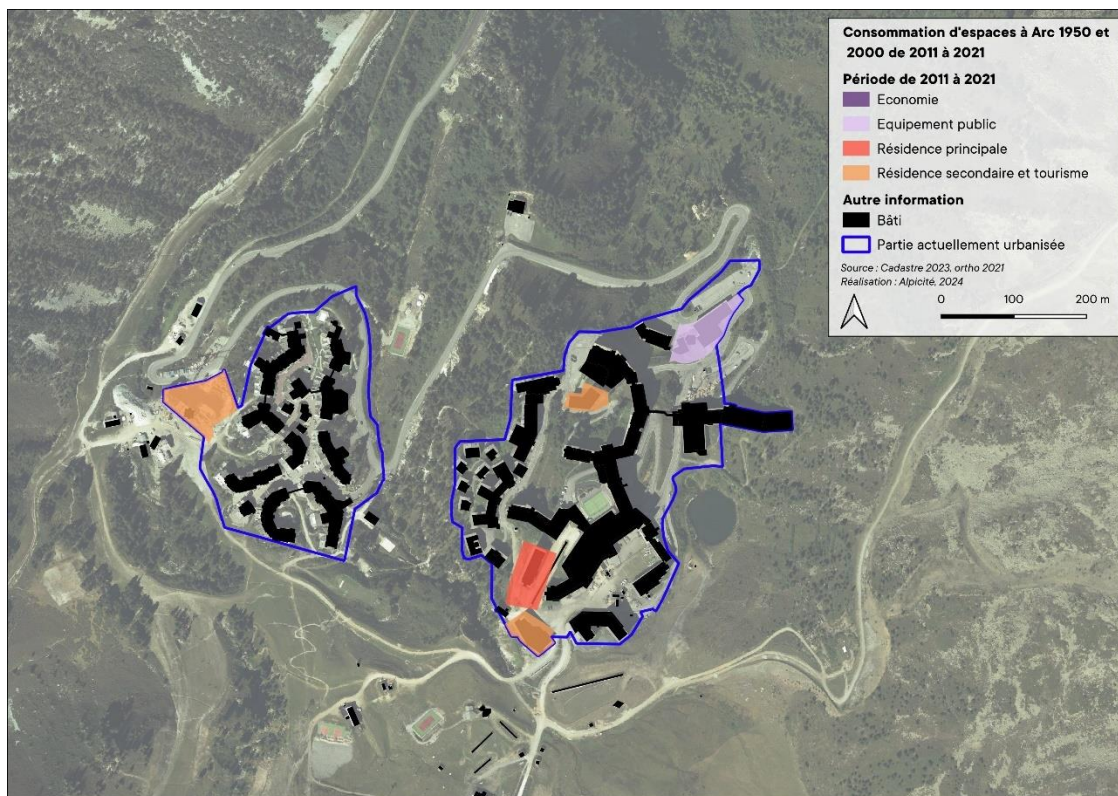 Consommation d'espaces à Arc 1950 et
2000 de 2011 à 2021
Période de 2011 à 2021
Economie
Equipement public
Résidence principale
Résidence secondaire et tourisme
Autre information
Bâti
Partie actuellement urbanisée
Source : Cadastre 2023, ortho 2021
Réalisation : Alpicité, 2024
0 100 200 m